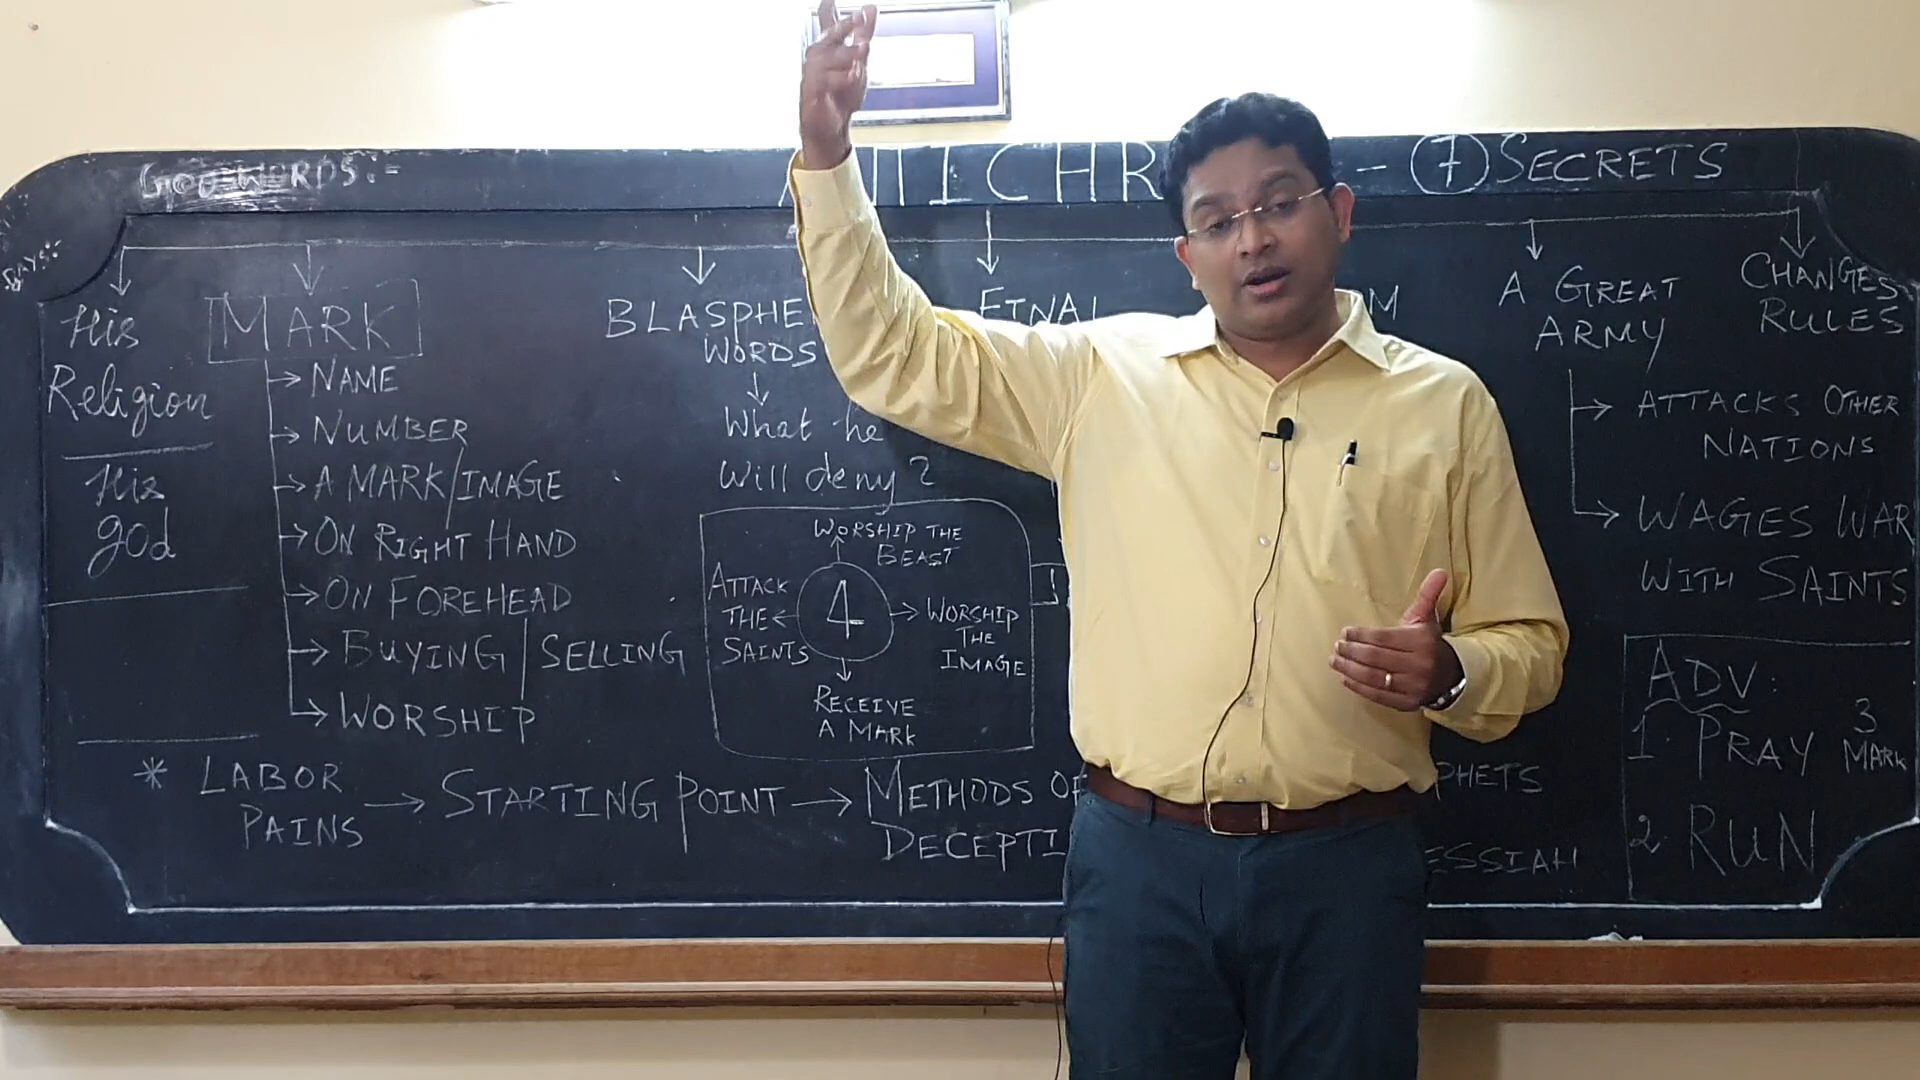 GOD WORDS:-
SAYS:-
NTICHR - 7 SECRETS
His
Religion
His
god
MARK
NAME
NUMBER
A MARK/IMAGE
ON RIGHT HAND
ON FOREHEAD
BUYING | SELLING
WORSHIP
BLASPHE
WORDS
What he
Will deny?
WORSHIP THE
BEAST
ATTACK
THE
SAINTS
4
WORSHIP
THE
IMAGE
RECEIVE
A MARK
FINAL
M
A GREAT
ARMY
ATTACKS OTHER
NATIONS
WAGES WAR
WITH SAINTS
CHANGES
RULES
* LABOR
PAINS
STARTING POINT
METHODS OF
DECEPTI
PHETS
ESSIAH
ADV:
1. PRAY
3
MARK
2. RUN